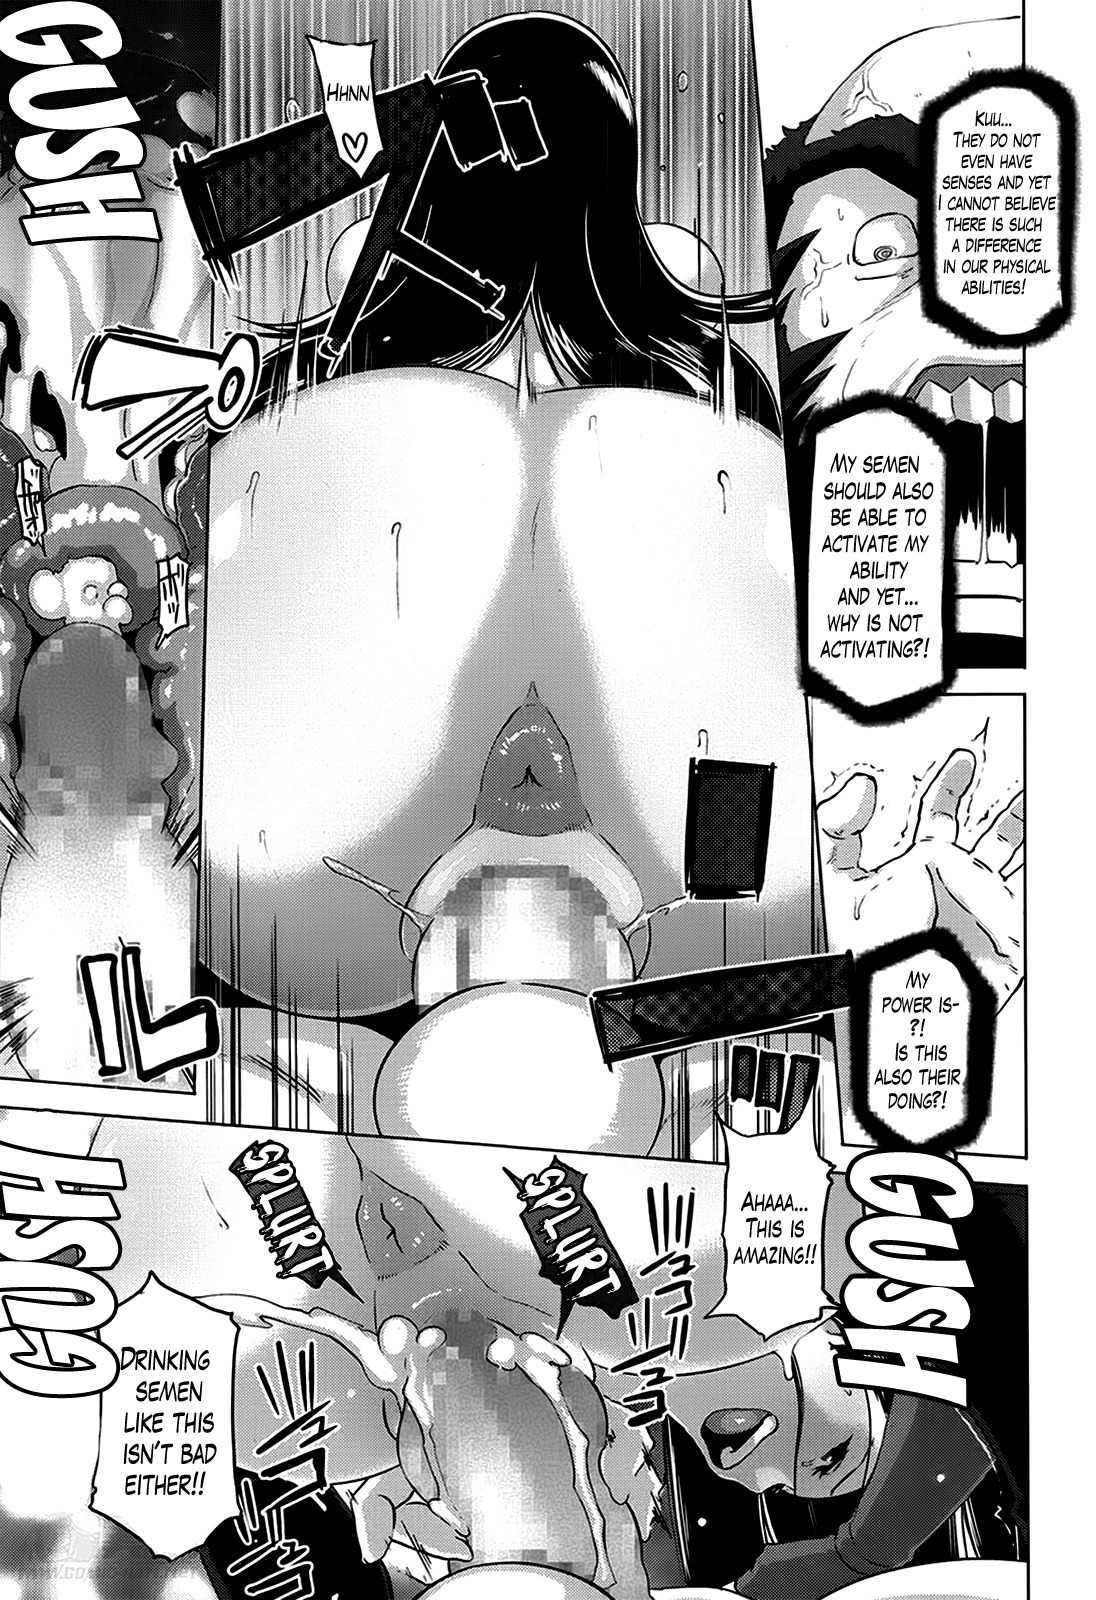 KUU...
THEY DO NOT
EVEN HAVE
SENSES AND YET
I CANNOT BELIEVE
THERE IS SUCH
A DIFFERENCE
IN OUR PHYSICAL
ABILITIES!
MY SEMEN
SHOULD ALSO
BE ABLE TO
ACTIVATE MY
ABILITY
AND YET...
WHY IS NOT
ACTIVATING?!
HHNN
♡
GUSH
MY
POWER IS-
?!
IS THIS
ALSO THEIR
DOING?!
GUSH
AHAAA...
THIS IS
AMAZING!!
SPLURT
SPLURT
GUSH
DRINKING
SEMEN
LIKE THIS
ISN'T BAD
EITHER!!